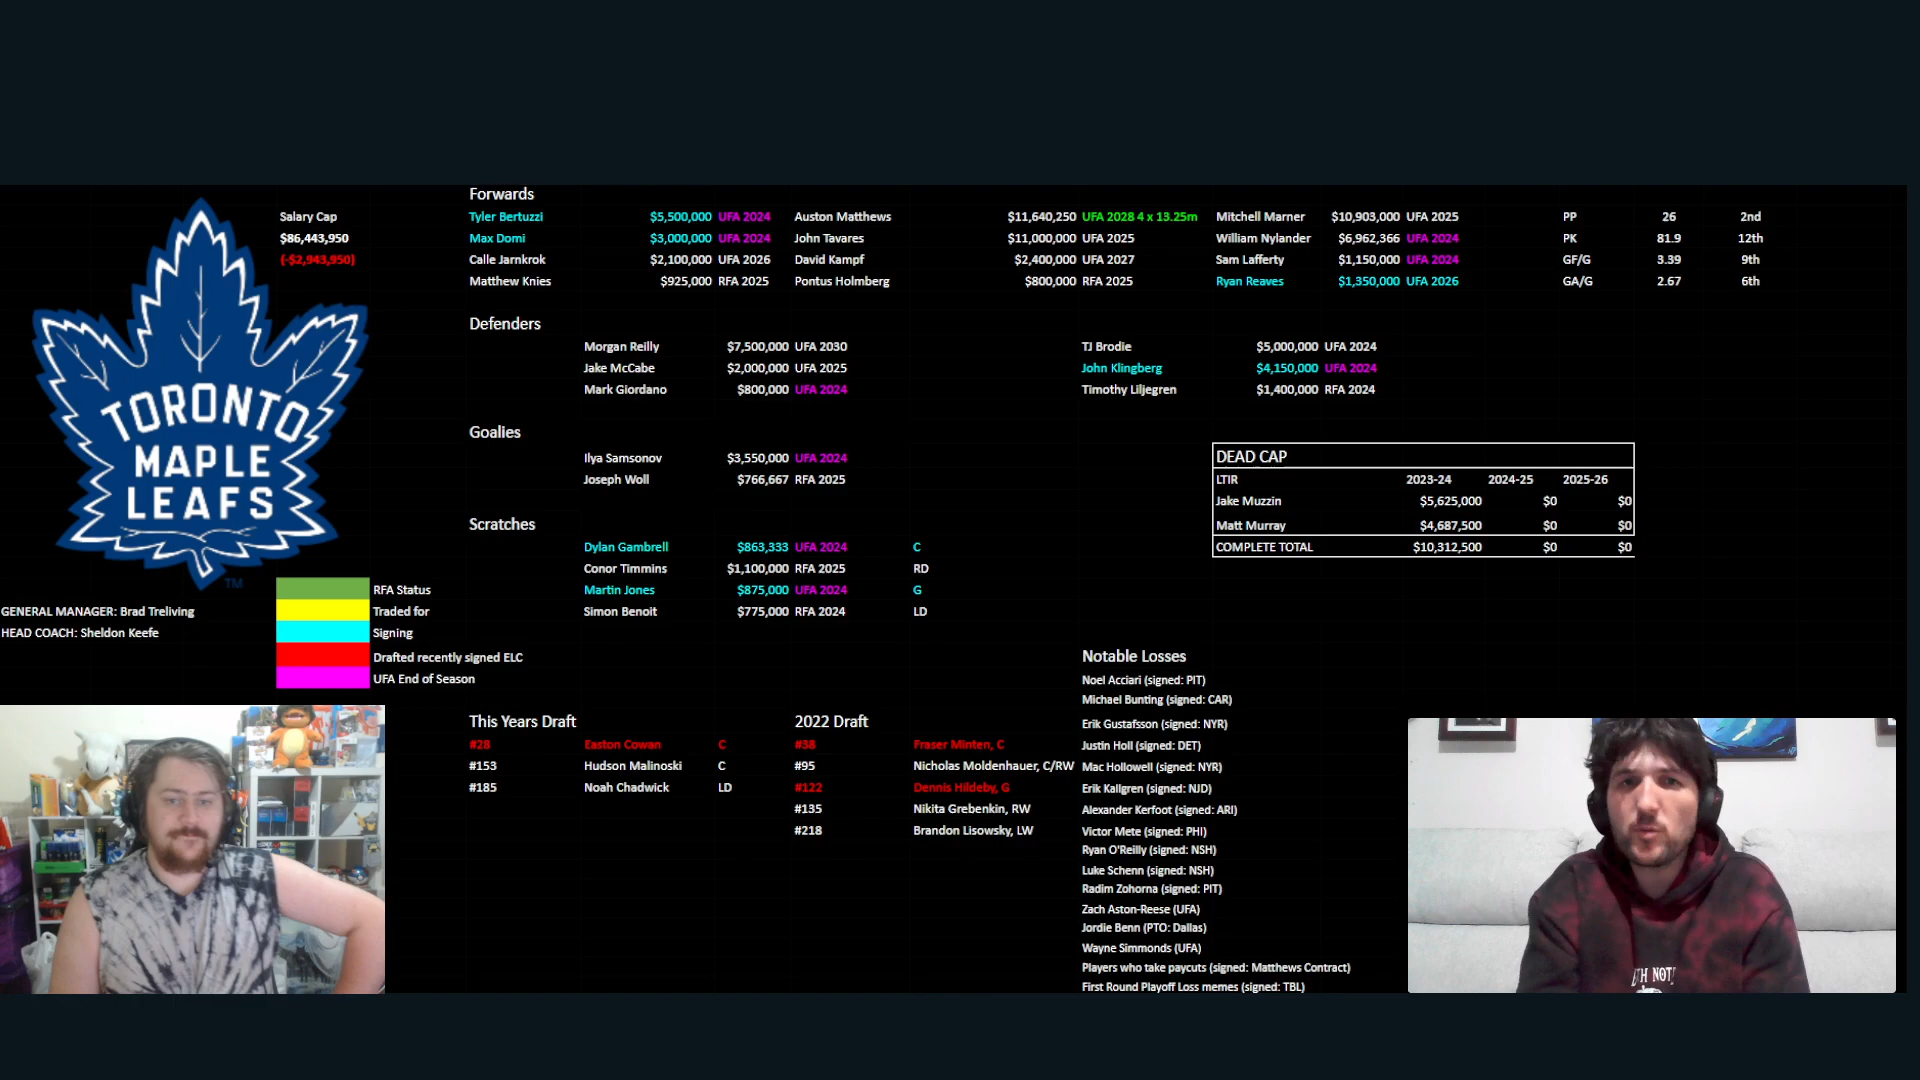 Forwards
Salary Cap
$86,443,950
(-$2,943,950)
Tyler Bertuzzi $5,500,000 UFA 2024 Auston Matthews $11,640,250 UFA 2028 4 x 13.25m Mitchell Marner $10,903,000 UFA 2025 PP 26 2nd
Max Domi $3,000,000 UFA 2024 John Tavares $11,000,000 UFA 2025 William Nylander $6,962,366 UFA 2024 PK 81.9 12th
Calle Jarnkrok $2,100,000 UFA 2026 David Kampf $2,400,000 UFA 2027 Sam Lafferty $1,150,000 UFA 2024 GF/G 3.39 9th
Matthew Knies $925,000 RFA 2025 Pontus Holmberg $800,000 RFA 2025 Ryan Reaves $1,350,000 UFA 2026 GA/G 2.67 6th
Defenders
Morgan Reilly $7,500,000 UFA 2030 TJ Brodie $5,000,000 UFA 2024
Jake McCabe $2,000,000 UFA 2025 John Klingberg $4,150,000 UFA 2024
Mark Giordano $800,000 UFA 2024 Timothy Liljegren $1,400,000 RFA 2024
TORONTO
MAPLE
LEAFS
TM
Goalies
Ilya Samsonov $3,550,000 UFA 2024
Joseph Woll $766,667 RFA 2025
DEAD CAP
LTIR 2023-24 2024-25 2025-26
Jake Muzzin $5,625,000 $0 $0
Matt Murray $4,687,500 $0 $0
COMPLETE TOTAL $10,312,500 $0 $0
Scratches
Dylan Gambrell $863,333 UFA 2024 C
Conor Timmins $1,100,000 RFA 2025 RD
Martin Jones $875,000 UFA 2024 G
Simon Benoit $775,000 RFA 2024 LD
GENERAL MANAGER: Brad Treliving
HEAD COACH: Sheldon Keefe
RFA Status
Traded for
Signing
Drafted recently signed ELC
UFA End of Season
This Years Draft
#28 Easton Cowan C
#153 Hudson Malinoski C
#185 Noah Chadwick LD
2022 Draft
#38 Fraser Minten, C
#95 Nicholas Moldenhauer, C/RW
#122 Dennis Hildeby, G
#135 Nikita Grebenkin, RW
#218 Brandon Lisowsky, LW
Notable Losses
Noel Acciari (signed: PIT)
Michael Bunting (signed: CAR)
Erik Gustafsson (signed: NYR)
Justin Holl (signed: DET)
Mac Hollowell (signed: NYR)
Erik Kallgren (signed: NJD)
Alexander Kerfoot (signed: ARI)
Victor Mete (signed: PHI)
Ryan O'Reilly (signed: NSH)
Luke Schenn (signed: NSH)
Radim Zohorna (signed: PIT)
Zach Aston-Reese (UFA)
Jordie Benn (PTO: Dallas)
Wayne Simmonds (UFA)
Players who take paycuts (signed: Matthews Contract)
First Round Playoff Loss memes (signed: TBL)